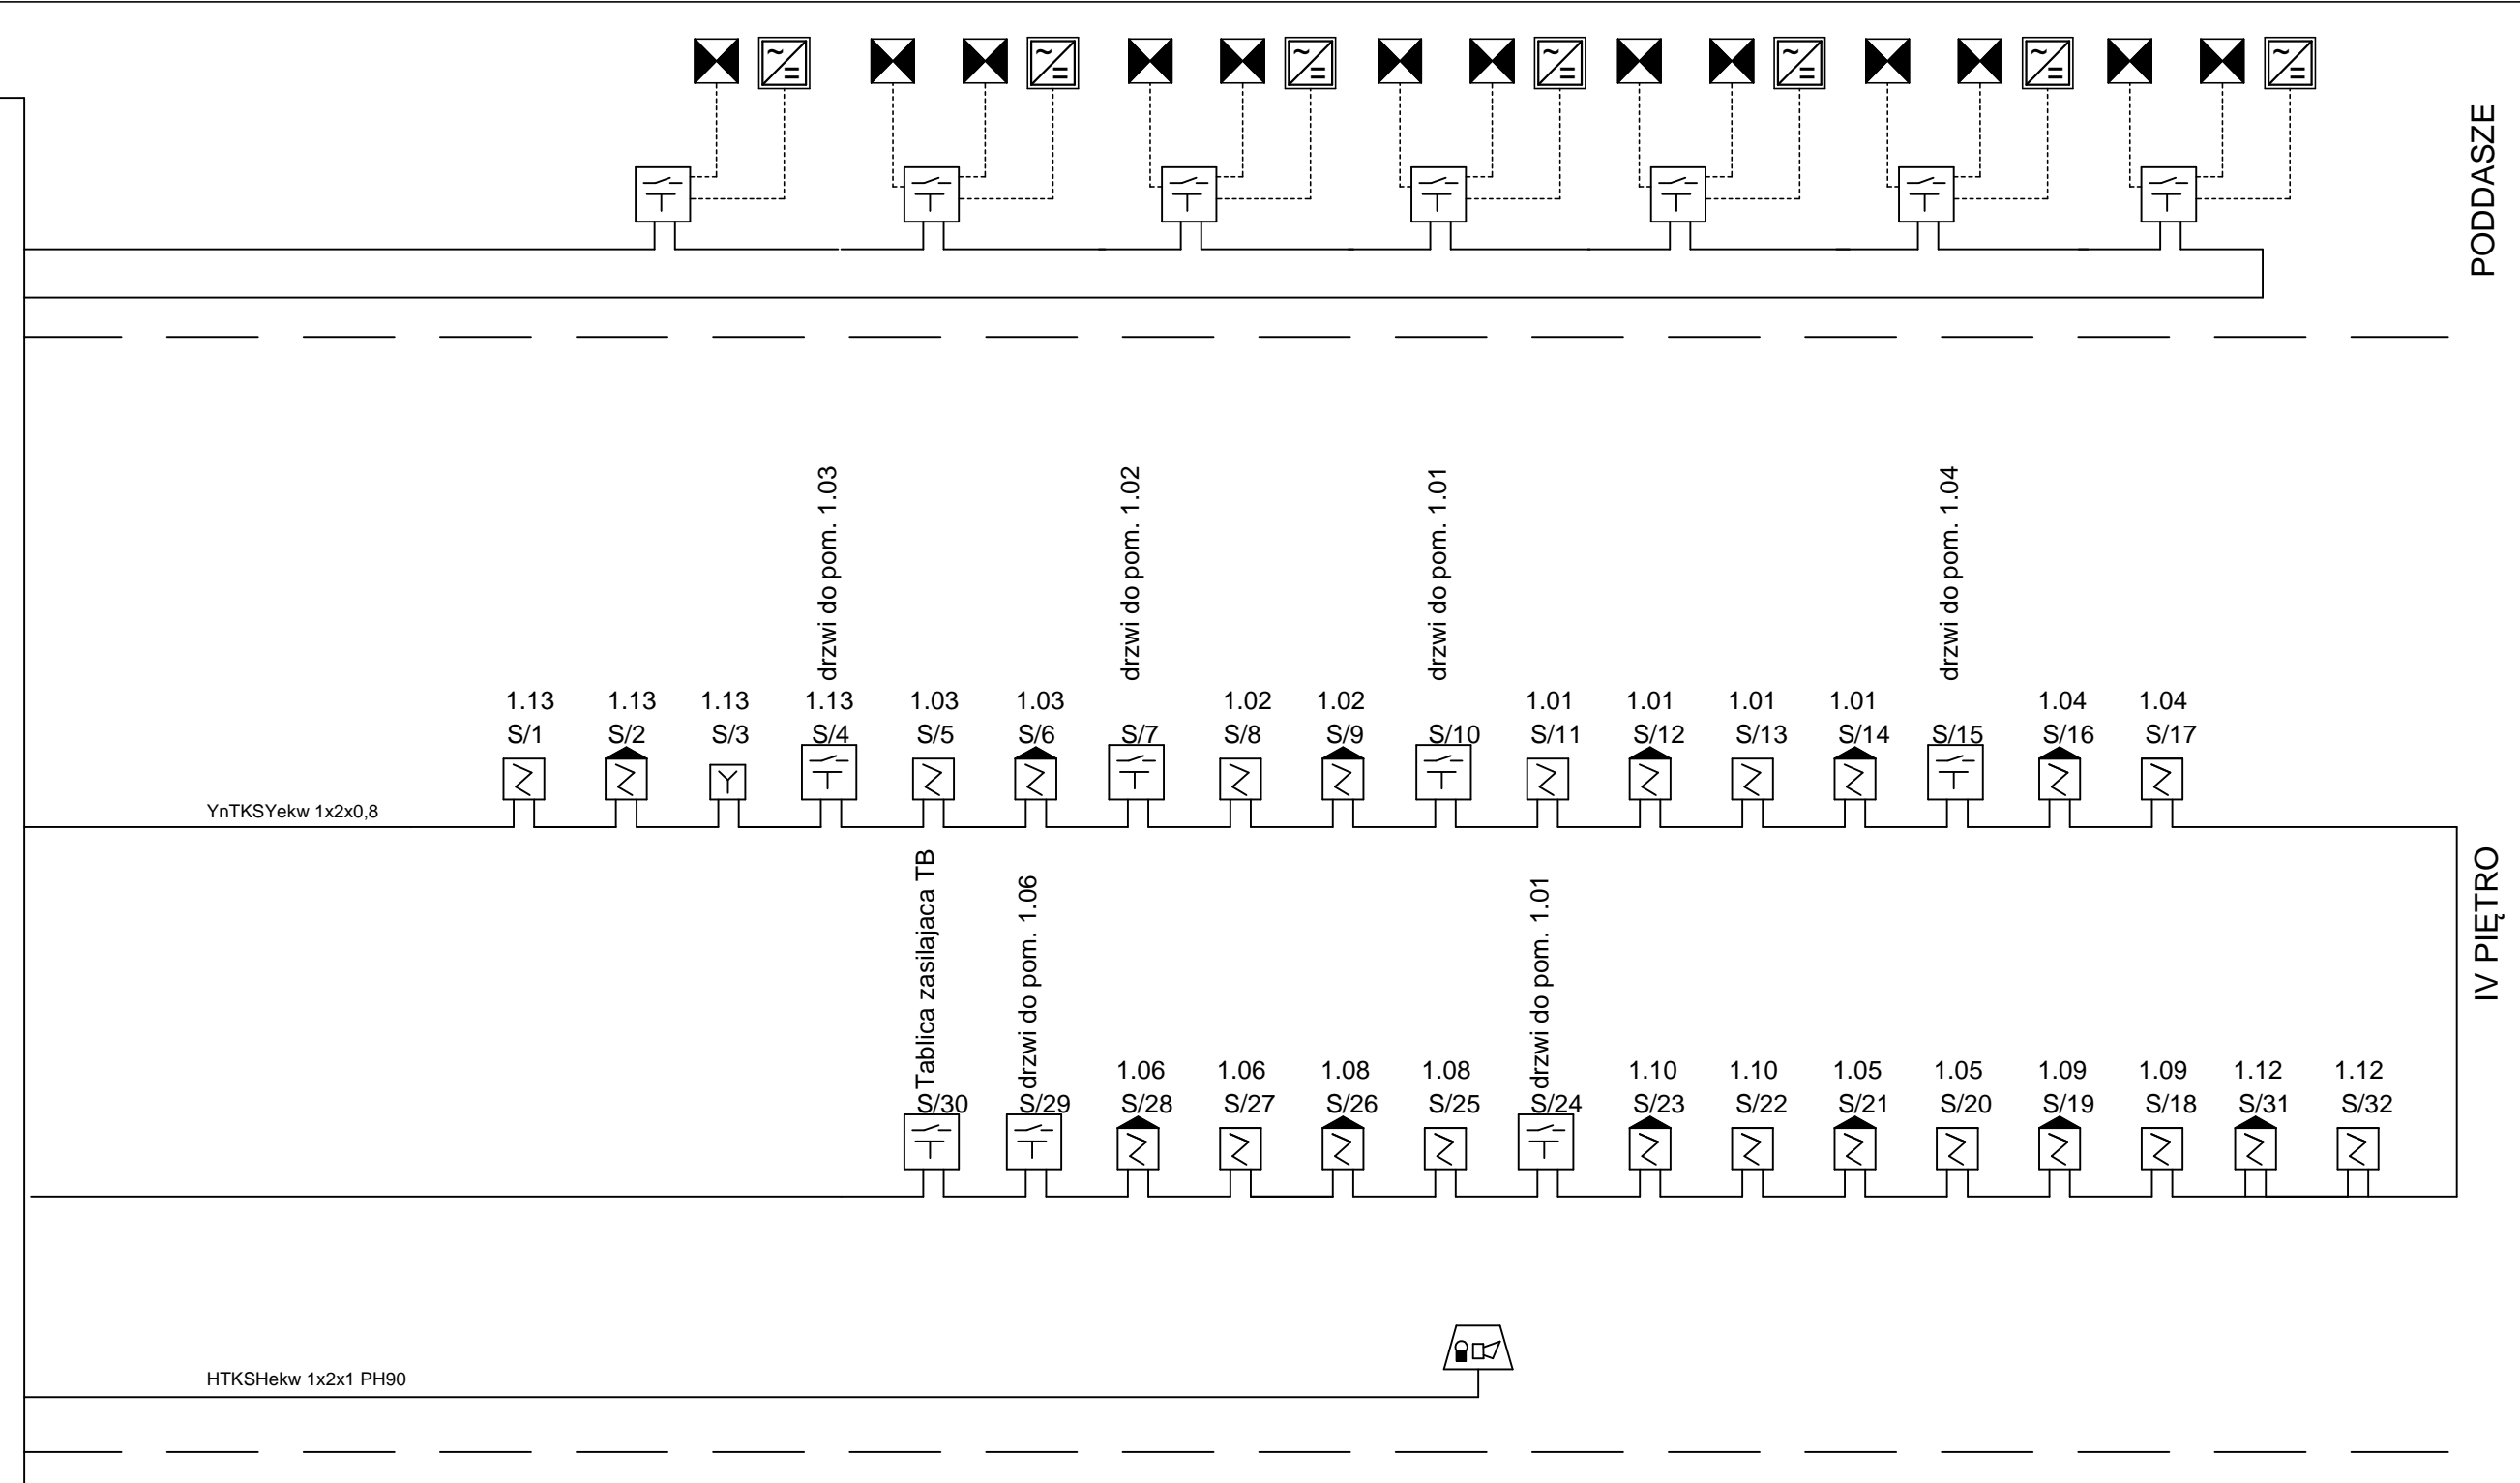 PODDASZE
drzwi do pom. 1.03
drzwi do pom. 1.02
drzwi do pom. 1.01
drzwi do pom. 1.04
1.13 1.13 1.13 1.13 1.03 1.03 1.02 1.02 1.01 1.01 1.01 1.01 1.04 1.04
S/1 S/2 S/3 S/4 S/5 S/6 S/7 S/8 S/9 S/10 S/11 S/12 S/13 S/14 S/15 S/16 S/17
YnTKSYekw 1x2x0,8
IV PIĘTRO
Tablica zasilajaca TB
drzwi do pom. 1.06
drzwi do pom. 1.01
1.06 1.06 1.08 1.08 1.10 1.10 1.05 1.05 1.09 1.09 1.12 1.12
S/30 S/29 S/28 S/27 S/26 S/25 S/24 S/23 S/22 S/21 S/20 S/19 S/18 S/31 S/32
HTKSHekw 1x2x1 PH90